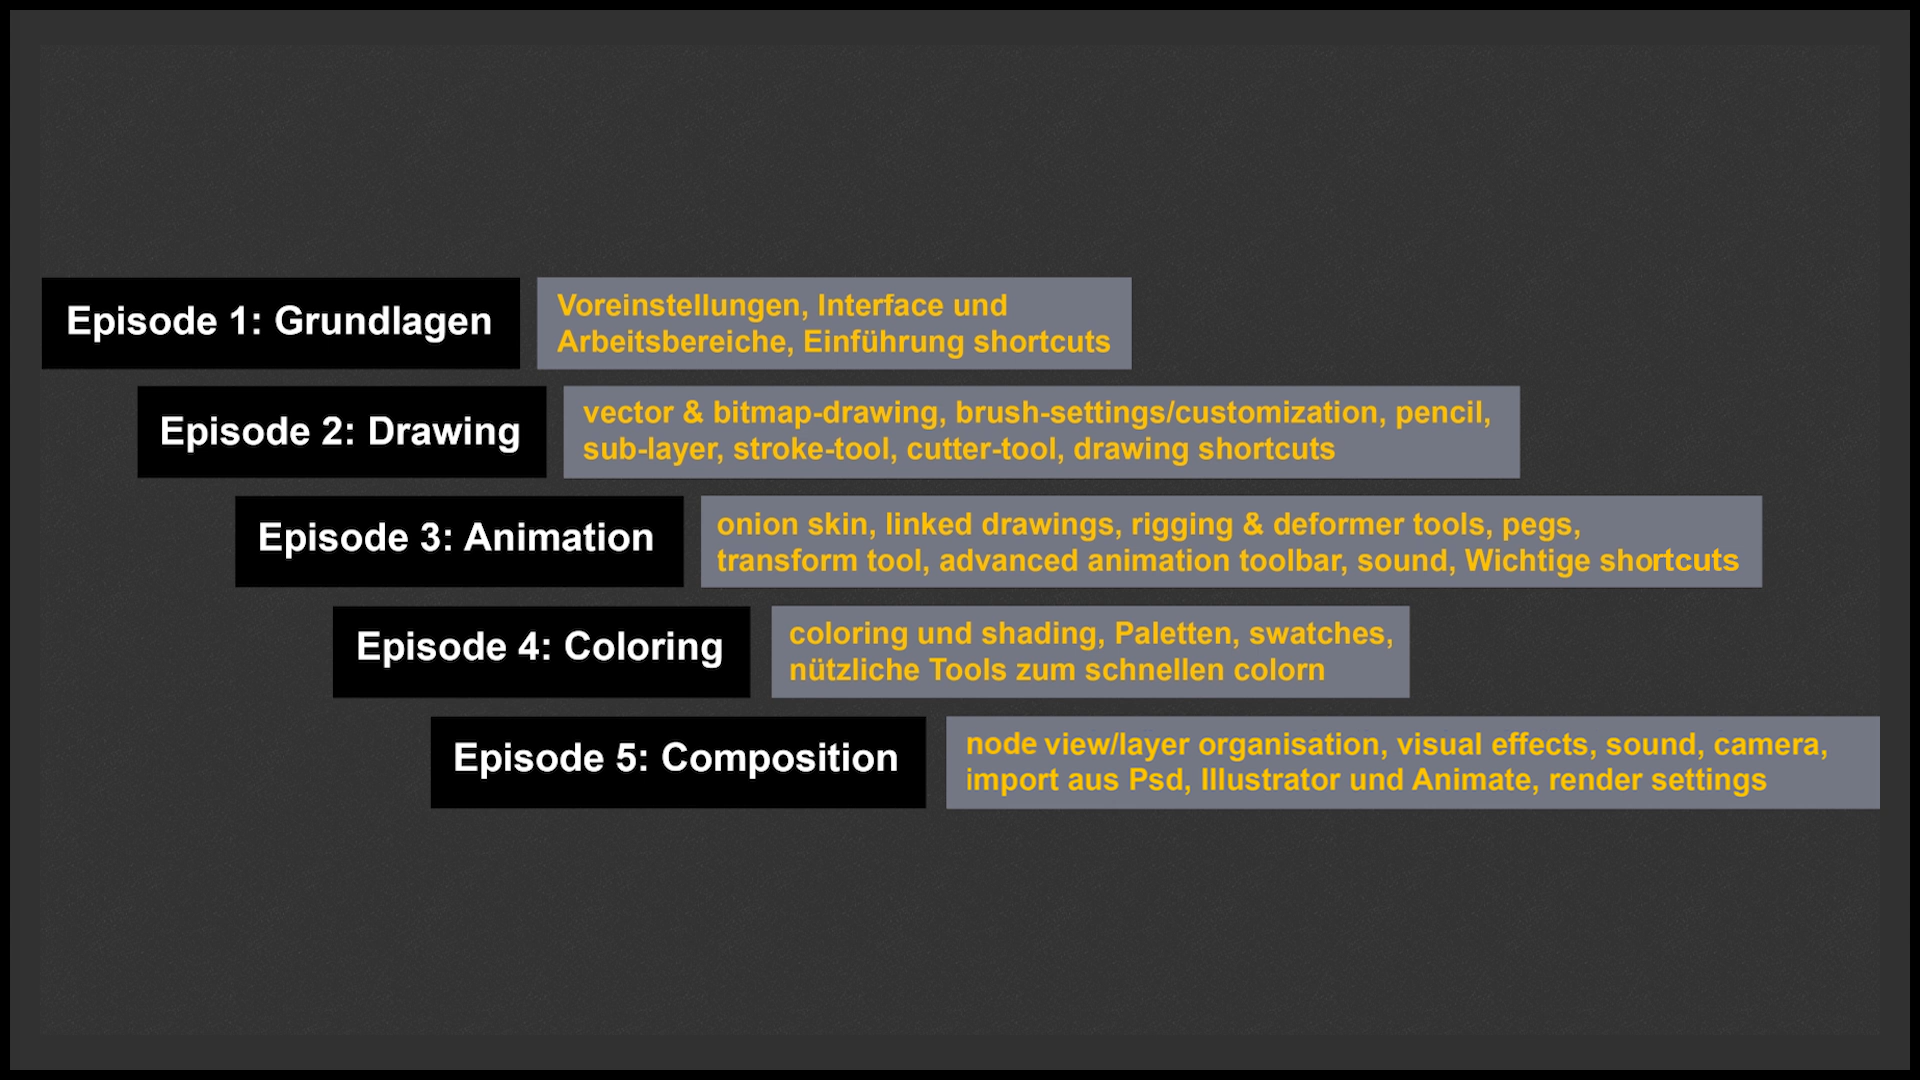 Episode 1: Grundlagen
Voreinstellungen, Interface und
Arbeitsbereiche, Einführung shortcuts
Episode 2: Drawing
vector & bitmap-drawing, brush-settings/customization, pencil,
sub-layer, stroke-tool, cutter-tool, drawing shortcuts
Episode 3: Animation
onion skin, linked drawings, rigging & deformer tools, pegs,
transform tool, advanced animation toolbar, sound, Wichtige shortcuts
Episode 4: Coloring
coloring und shading, Paletten, swatches,
nützliche Tools zum schnellen colorn
Episode 5: Composition
node view/layer organisation, visual effects, sound, camera,
import aus Psd, Illustrator und Animate, render settings